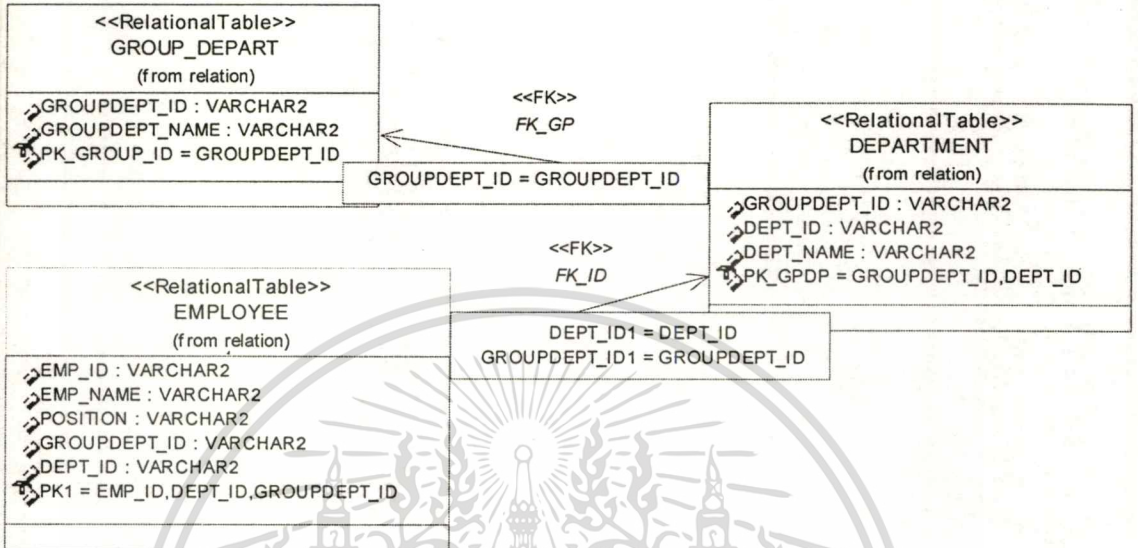 <<RelationalTable>>
GROUP_DEPART
(from relation)
GROUPDEPT_ID : VARCHAR2
GROUPDEPT_NAME : VARCHAR2
PK_GROUP_ID = GROUPDEPT_ID
<<FK>>
FK_GP
GROUPDEPT_ID = GROUPDEPT_ID
<<RelationalTable>>
DEPARTMENT
(from relation)
GROUPDEPT_ID : VARCHAR2
DEPT_ID : VARCHAR2
DEPT_NAME : VARCHAR2
PK_GPDP = GROUPDEPT_ID,DEPT_ID
<<FK>>
FK_ID
DEPT_ID1 = DEPT_ID
GROUPDEPT_ID1 = GROUPDEPT_ID
<<RelationalTable>>
EMPLOYEE
(from relation)
EMP_ID : VARCHAR2
EMP_NAME : VARCHAR2
POSITION : VARCHAR2
GROUPDEPT_ID : VARCHAR2
DEPT_ID : VARCHAR2
PK1 = EMP_ID,DEPT_ID,GROUPDEPT_ID